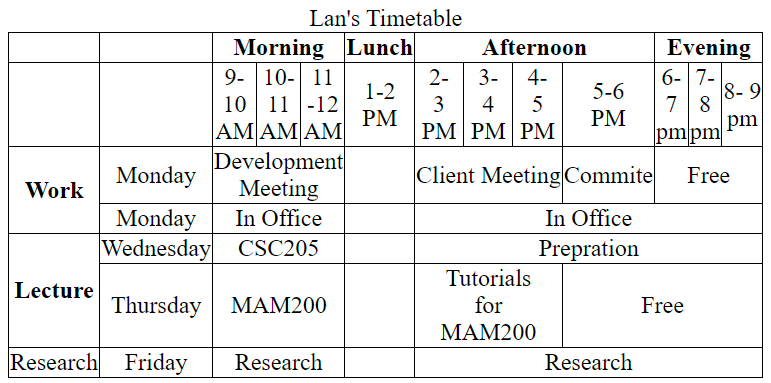 Lan's Timetable
Morning Lunch Afternoon Evening
9-
10
AM
10-
11
AM
11
-12
AM
1-2
PM
2-
3
PM
3-
4
PM
4-
5
PM
5-6
PM
6-
7
pm
7-
8
pm
8- 9
pm
Work
Monday
Development
Meeting
Client Meeting
Commite
Free
Monday
In Office
In Office
Lecture
Wednesday
CSC205
Prepration
Thursday
MAM200
Tutorials
for
MAM200
Free
Research
Friday
Research
Research